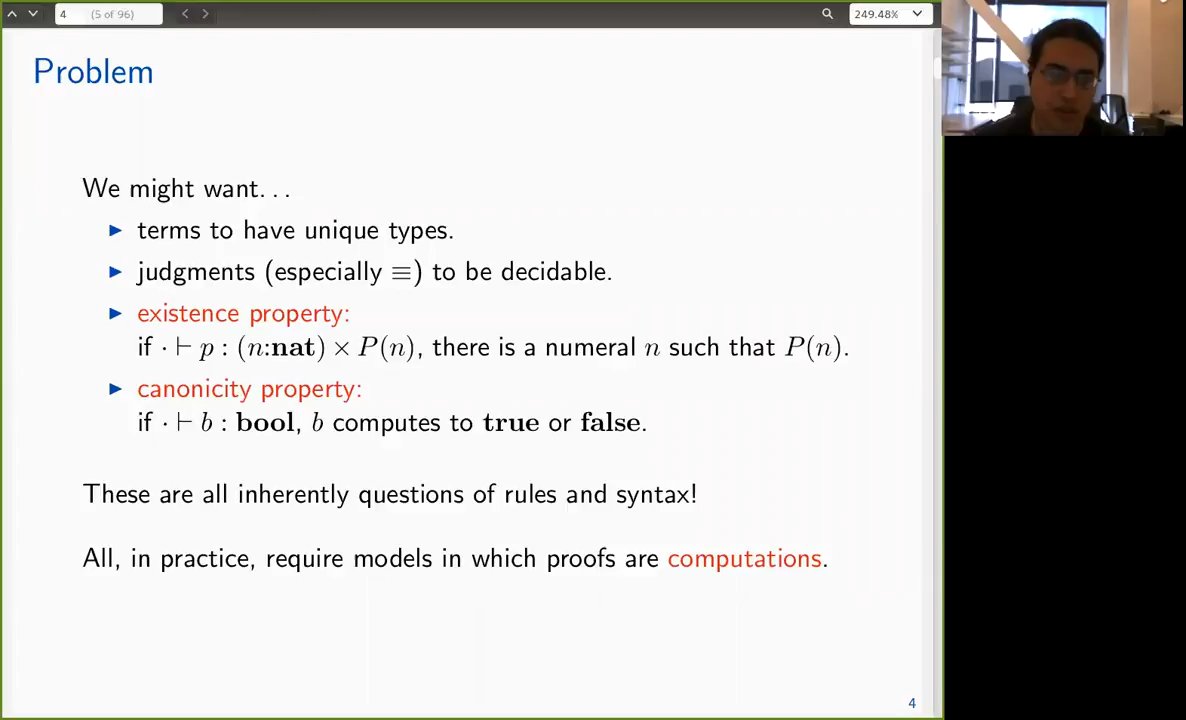 4 (5 of 96) 249.48%
Problem
We might want. . .
▶ terms to have unique types.
▶ judgments (especially ≡) to be decidable.
▶ existence property:
if · ⊢ p : (n:nat) × P(n), there is a numeral n such that P(n).
▶ canonicity property:
if · ⊢ b : bool, b computes to true or false.
These are all inherently questions of rules and syntax!
All, in practice, require models in which proofs are computations.
4